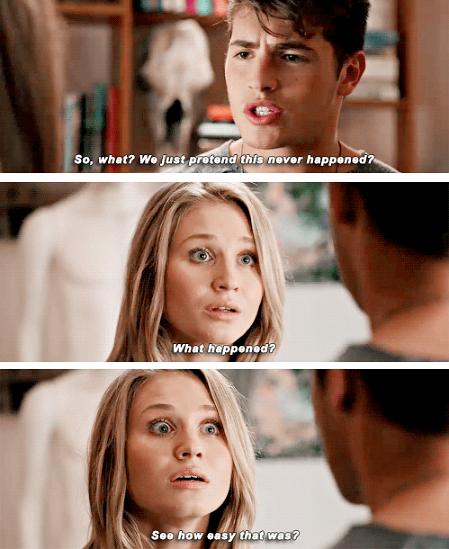 So, what? We just pretend this never happened?
What happened?
See how easy that was?